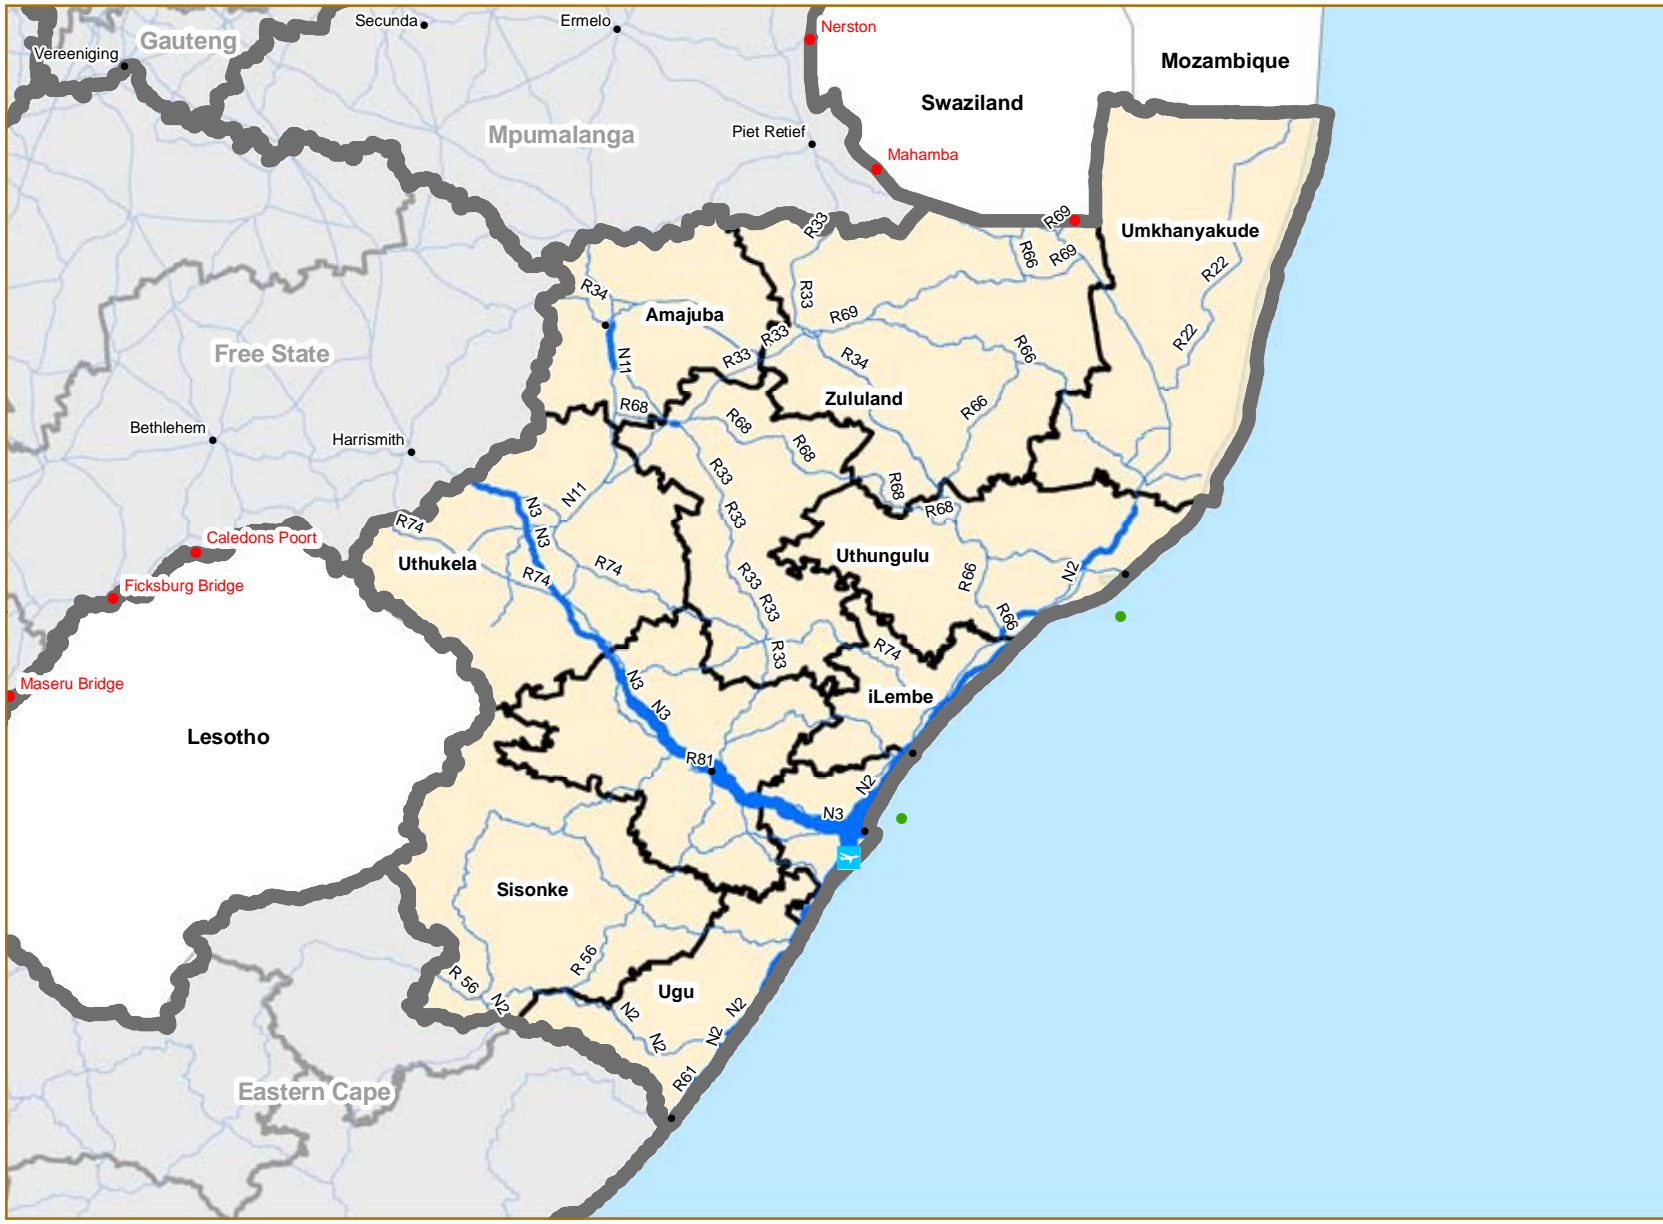 Secunda
Ermelo
Nerston
Gauteng
Vereeniging
Mozambique
Swaziland
Mpumalanga
Piet Retief
Mahamba
R69
R33
Umkhanyakude
R66
R69
R22
R34
R33
Amajuba
R69
R33
R33
R22
R66
Free State
N11
R34
Zululand
R68
R66
Bethlehem
Harrismith
R68
R68
R33
R68
N11
N3
R33
R68
R74
N3
Caledons Poort
Uthukela
Uthungulu
R74
R74
R33
R66
N2
Ficksburg Bridge
R33
R66
R33
R74
Maseru Bridge
N3
iLembe
N3
Lesotho
R81
N2
N3
Sisonke
R 56
R 56
Ugu
N2
N2
N2
N2
N2
R61
Eastern Cape